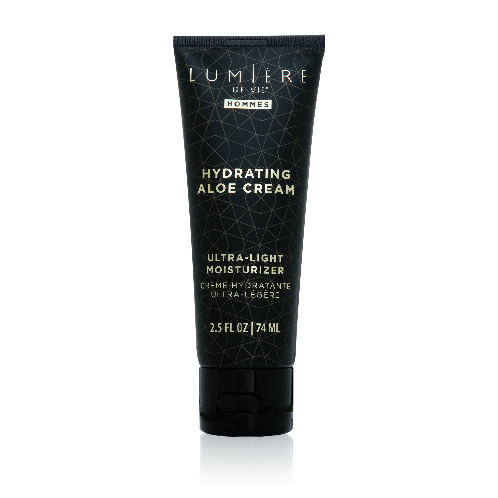 LUMIÈRE
DE VIE®
HOMMES
HYDRATING
ALOE CREAM
ULTRA-LIGHT
MOISTURIZER
CRÈME HYDRATANTE
ULTRA-LÉGÈRE
2.5 FL OZ | 74 ML